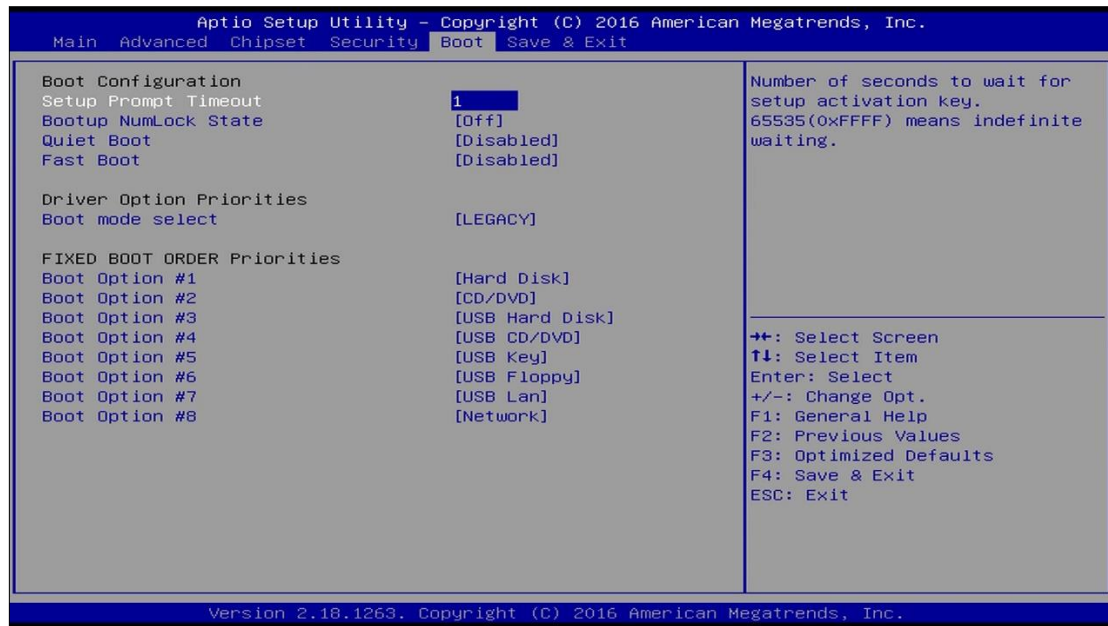 Aptio Setup Utility – Copyright (C) 2016 American Megatrends, Inc.
Main Advanced Chipset Security Boot Save & Exit
Boot Configuration
Setup Prompt Timeout 1
Bootup NumLock State [Off]
Quiet Boot [Disabled]
Fast Boot [Disabled]
Driver Option Priorities
Boot mode select [LEGACY]
FIXED BOOT ORDER Priorities
Boot Option #1 [Hard Disk]
Boot Option #2 [CD/DVD]
Boot Option #3 [USB Hard Disk]
Boot Option #4 [USB CD/DVD]
Boot Option #5 [USB Key]
Boot Option #6 [USB Floppy]
Boot Option #7 [USB Lan]
Boot Option #8 [Network]
Number of seconds to wait for
setup activation key.
65535(0xFFFF) means indefinite
waiting.
→←: Select Screen
↑↓: Select Item
Enter: Select
+/-: Change Opt.
F1: General Help
F2: Previous Values
F3: Optimized Defaults
F4: Save & Exit
ESC: Exit
Version 2.18.1263. Copyright (C) 2016 American Megatrends, Inc.